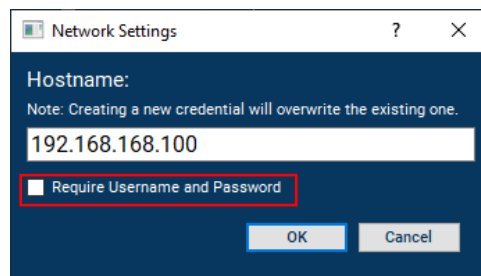 Network Settings
?
Hostname:
Note: Creating a new credential will overwrite the existing one.
192.168.168.100
Require Username and Password
OK
Cancel